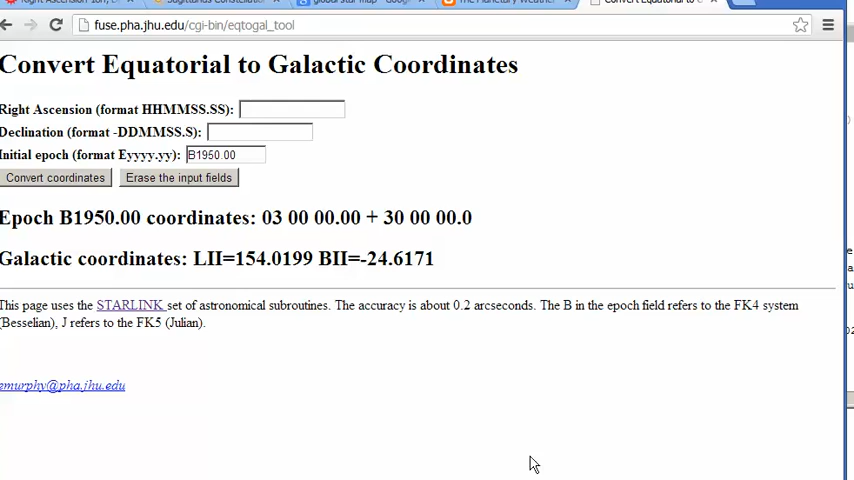 fuse.pha.jhu.edu/cgi-bin/eqtogal_tool
Convert Equatorial to Galactic Coordinates
Right Ascension (format HHMMSS.SS):
Declination (format -DDMMSS.S):
Initial epoch (format Eyyyy.yy): B1950.00
Convert coordinates Erase the input fields
Epoch B1950.00 coordinates: 03 00 00.00 + 30 00 00.0
Galactic coordinates: LII=154.0199 BII=-24.6171
This page uses the STARLINK set of astronomical subroutines. The accuracy is about 0.2 arcseconds. The B in the epoch field refers to the FK4 system
(Besselian), J refers to the FK5 (Julian).
emurphy@pha.jhu.edu